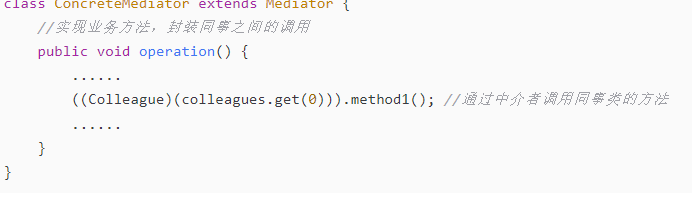 class ConcreteMediator extends Mediator {
//实现业务方法，封装同事之间的调用
public void operation() {
......
((Colleague)(colleagues.get(0))).method1(); //通过中介者调用同事类的方法
......
}
}